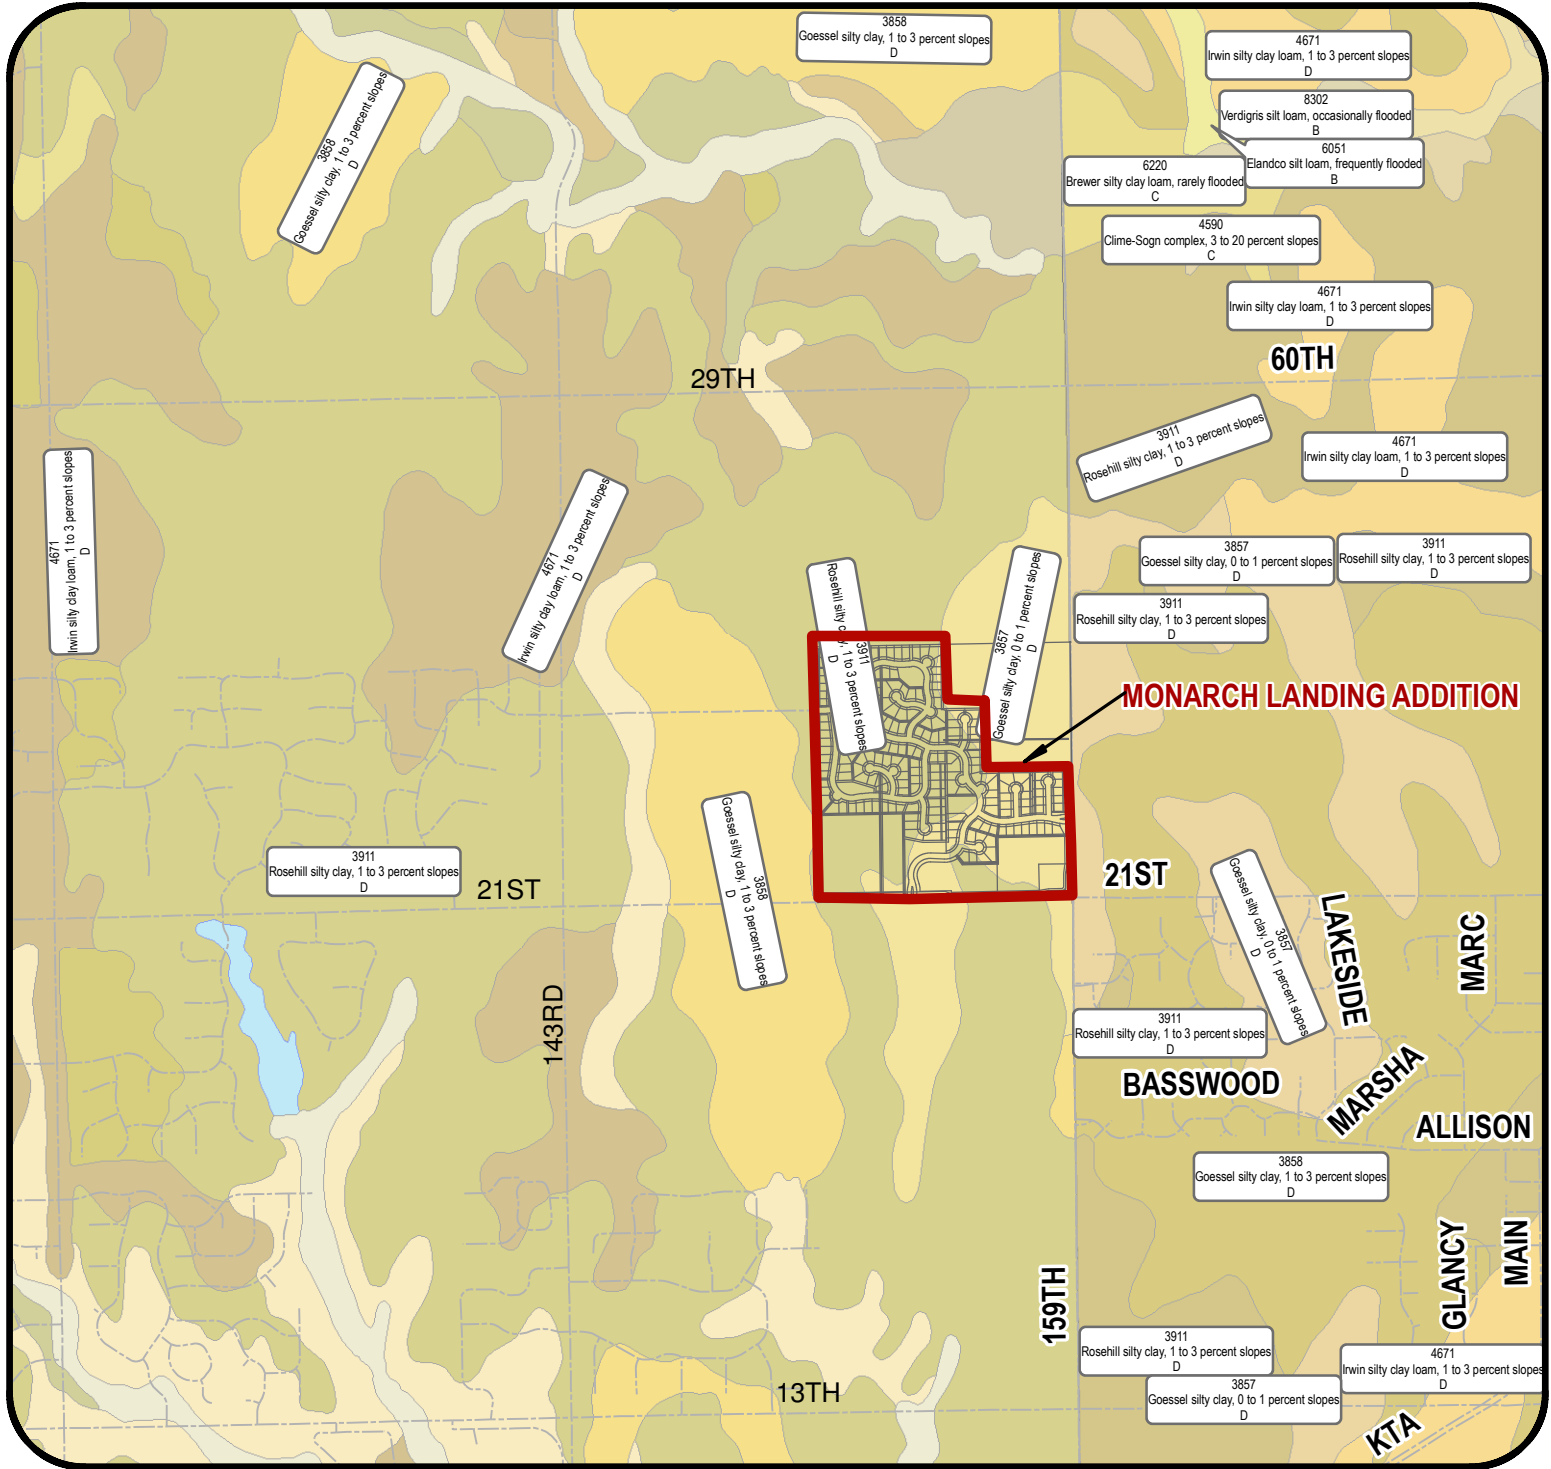 3858
Goessel silty clay, 1 to 3 percent slopes
D
4671
Irwin silty clay loam, 1 to 3 percent slopes
D
8302
Verdigris silt loam, occasionally flooded
B
6051
Elandco silt loam, frequently flooded
B
6220
Brewer silty clay loam, rarely flooded
C
3858
Goessel silty clay, 1 to 3 percent slopes
D
4590
Clime-Sogn complex, 3 to 20 percent slopes
C
4671
Irwin silty clay loam, 1 to 3 percent slopes
D
60TH
29TH
3911
Rosehill silty clay, 1 to 3 percent slopes
D
4671
Irwin silty clay loam, 1 to 3 percent slopes
D
4671
Irwin silty clay loam, 1 to 3 percent slopes
D
4671
Irwin silty clay loam, 1 to 3 percent slopes
D
3857
Goessel silty clay, 0 to 1 percent slopes
D
3911
Rosehill silty clay, 1 to 3 percent slopes
D
3911
Rosehill silty clay, 1 to 3 percent slopes
D
3911
Rosehill silty clay, 1 to 3 percent slopes
D
3857
Goessel silty clay, 0 to 1 percent slopes
D
MONARCH LANDING ADDITION
3858
Goessel silty clay, 1 to 3 percent slopes
D
3911
Rosehill silty clay, 1 to 3 percent slopes
D
21ST
21ST
3857
Goessel silty clay, 0 to 1 percent slopes
D
LAKESIDE
MARC
143RD
3911
Rosehill silty clay, 1 to 3 percent slopes
D
BASSWOOD
MARSHA
ALLISON
3858
Goessel silty clay, 1 to 3 percent slopes
D
GLANCY
MAIN
159TH
3911
Rosehill silty clay, 1 to 3 percent slopes
D
4671
Irwin silty clay loam, 1 to 3 percent slopes
D
3857
Goessel silty clay, 0 to 1 percent slopes
D
13TH
KTA